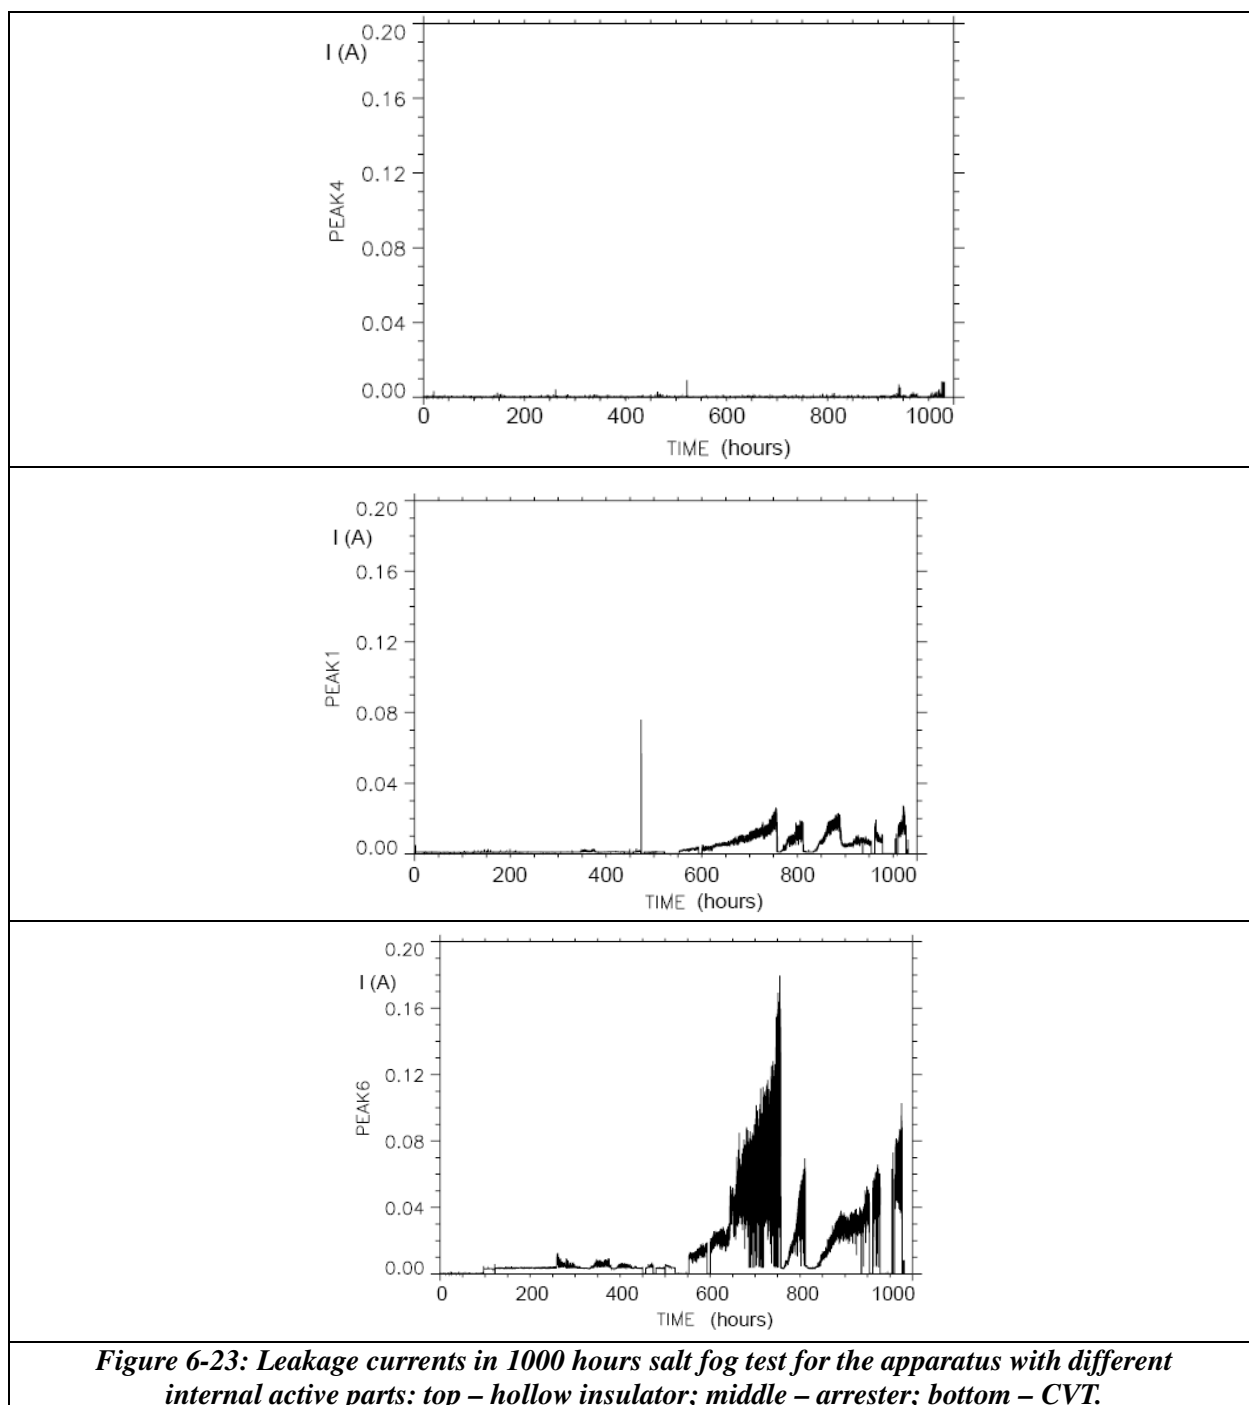 0.20
I (A)
0.16
0.12
PEAK4
0.08
0.04
0.00
0 200 400 600 800 1000
TIME (hours)
0.20
I (A)
0.16
0.12
PEAK1
0.08
0.04
0.00
0 200 400 600 800 1000
TIME (hours)
0.20
I (A)
0.16
0.12
PEAK6
0.08
0.04
0.00
0 200 400 600 800 1000
TIME (hours)
Figure 6-23: Leakage currents in 1000 hours salt fog test for the apparatus with different
internal active parts: top – hollow insulator; middle – arrester; bottom – CVT.